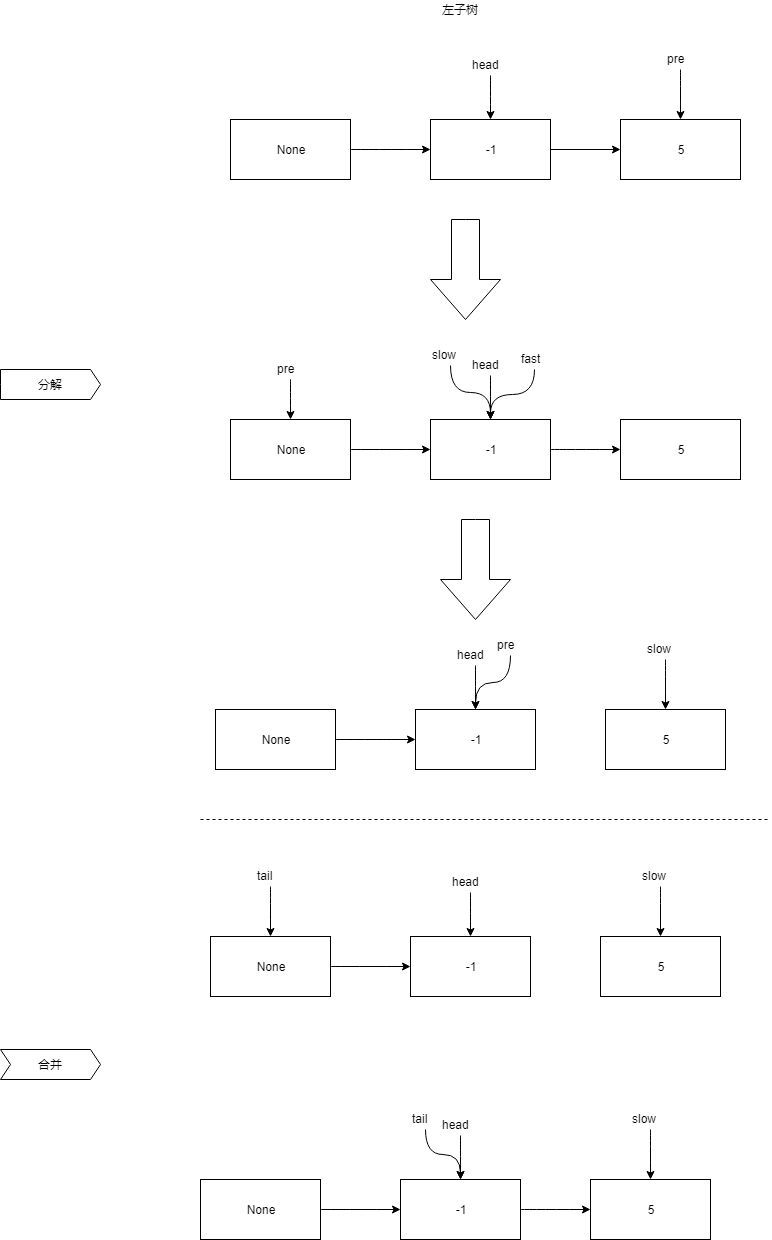 左子树
head
pre
None
-1
5
slow
head
fast
分解
pre
None
-1
5
head
pre
slow
None
-1
5
tail
head
slow
None
-1
5
合并
tail
head
slow
None
-1
5